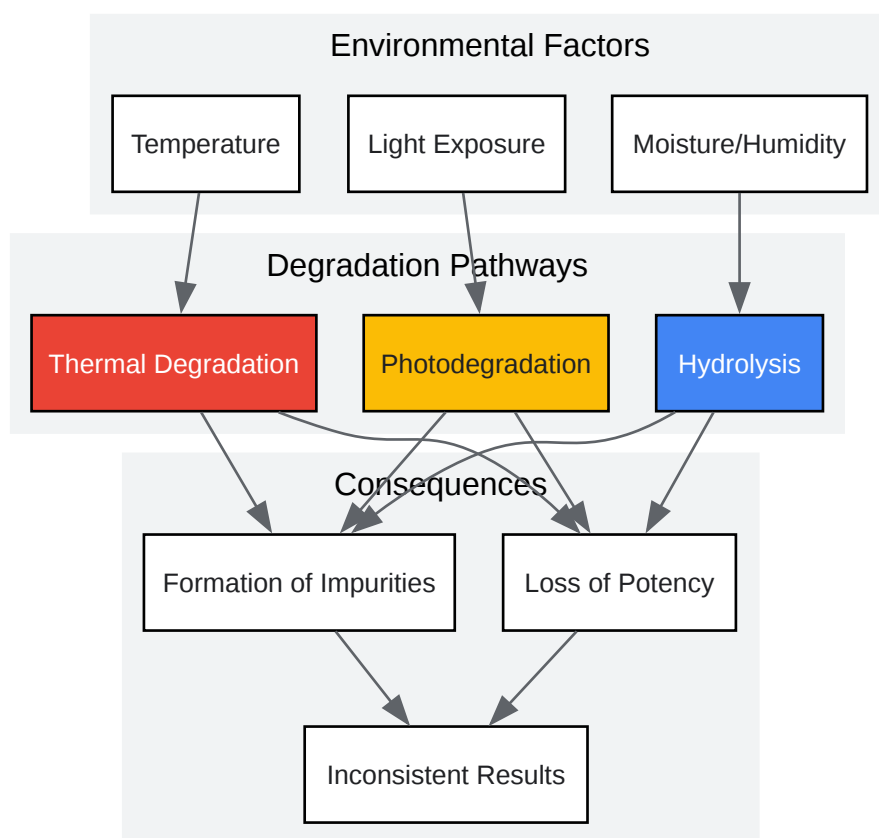 Environmental Factors
Temperature
Light Exposure
Moisture/Humidity
Degradation Pathways
Thermal Degradation
Photodegradation
Hydrolysis
Consequences
Formation of Impurities
Loss of Potency
Inconsistent Results